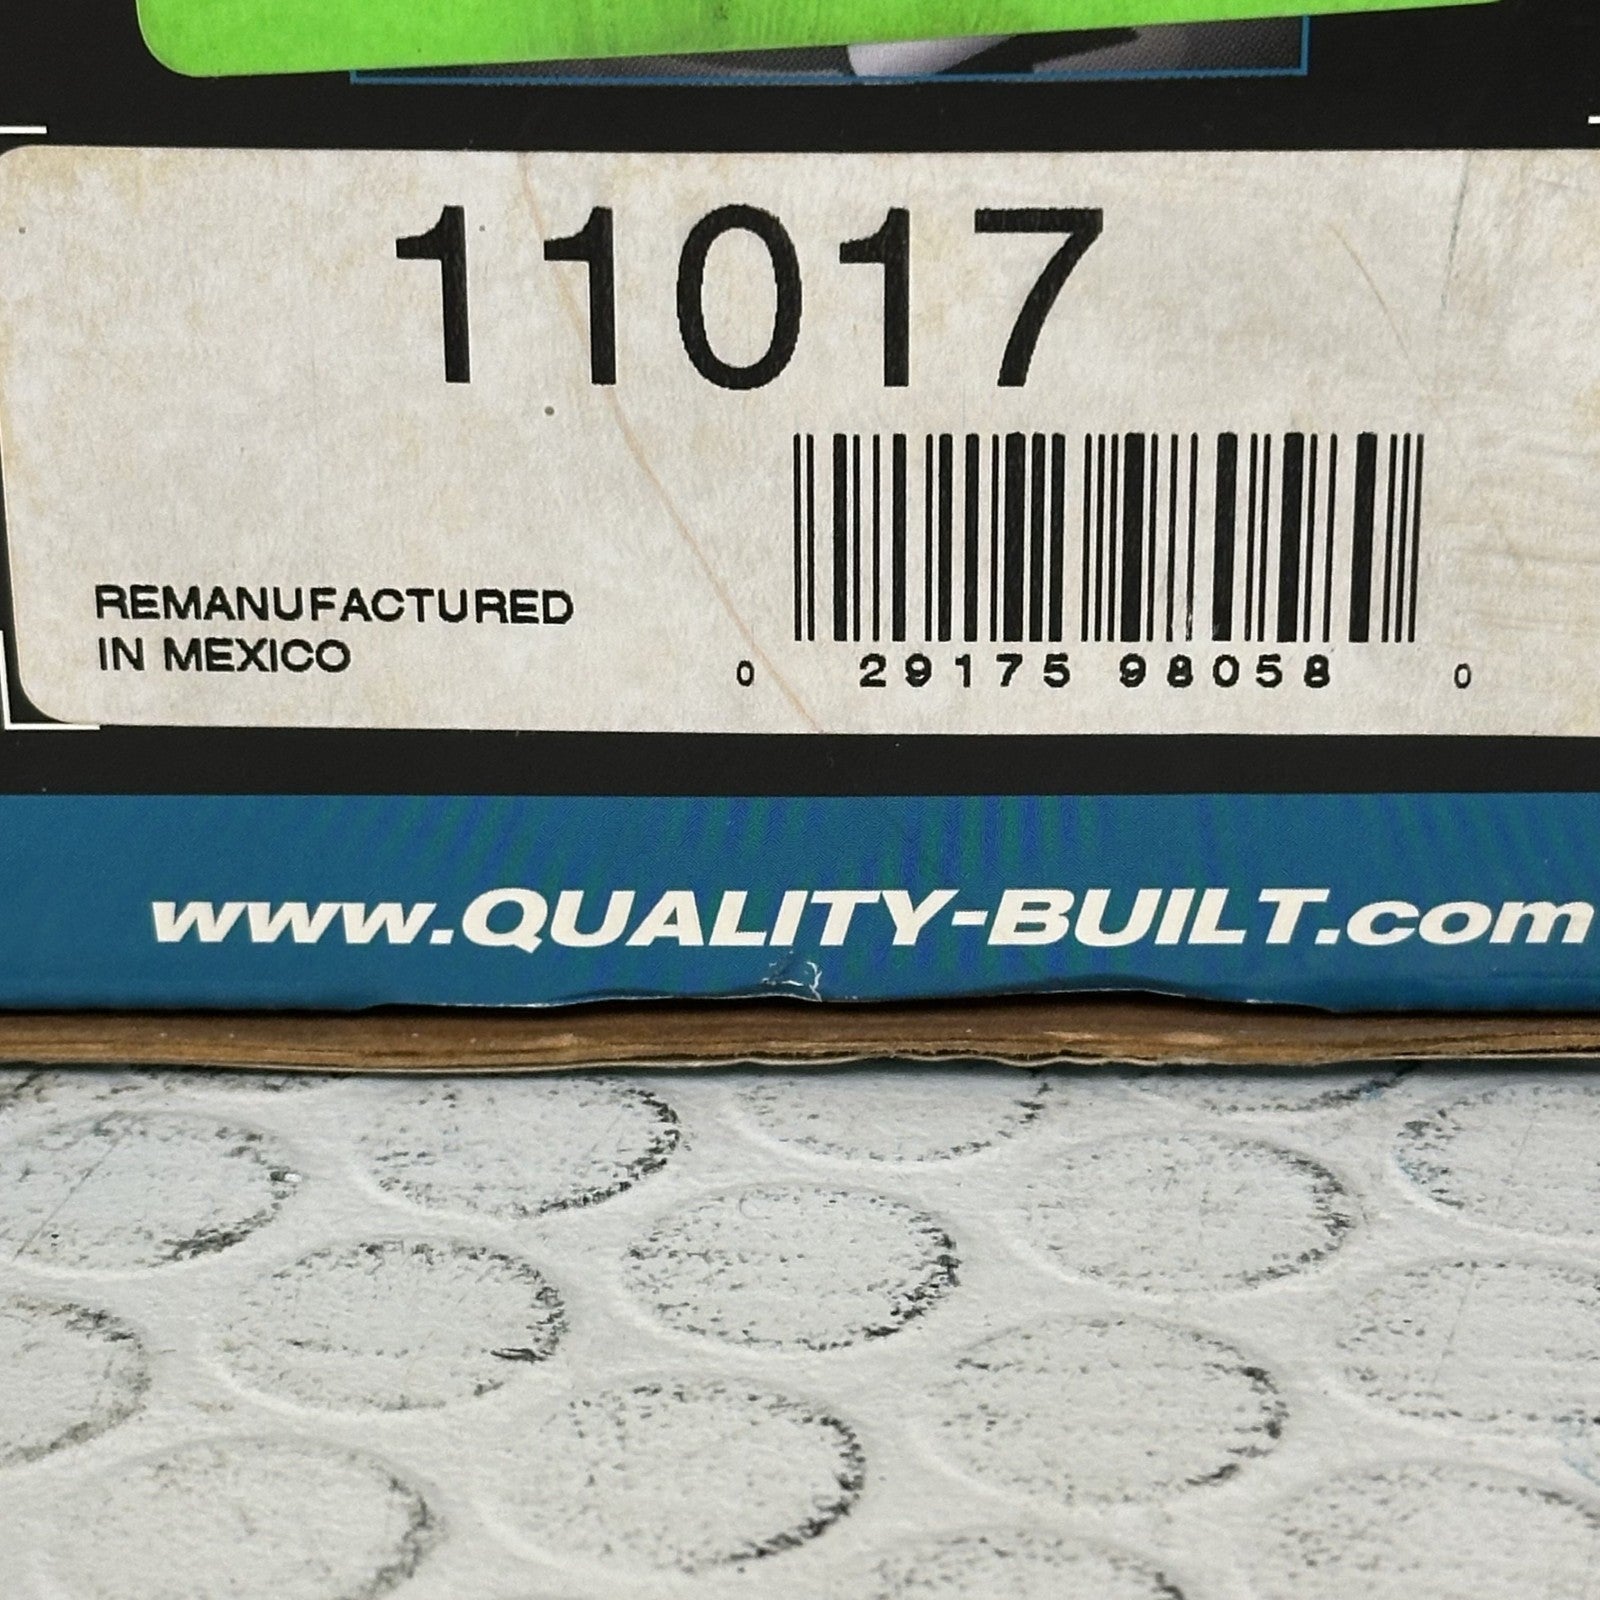 11017
REMANUFACTURED
IN MEXICO
0 29175 98058 0
www.QUALITY-BUILT.com